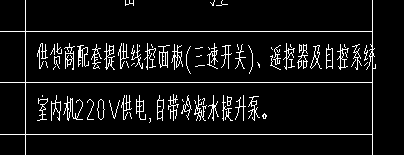 供货商配套提供线控面板(三速开关)、遥控器及自控系统
室内机220V供电,自带冷凝水提升泵。